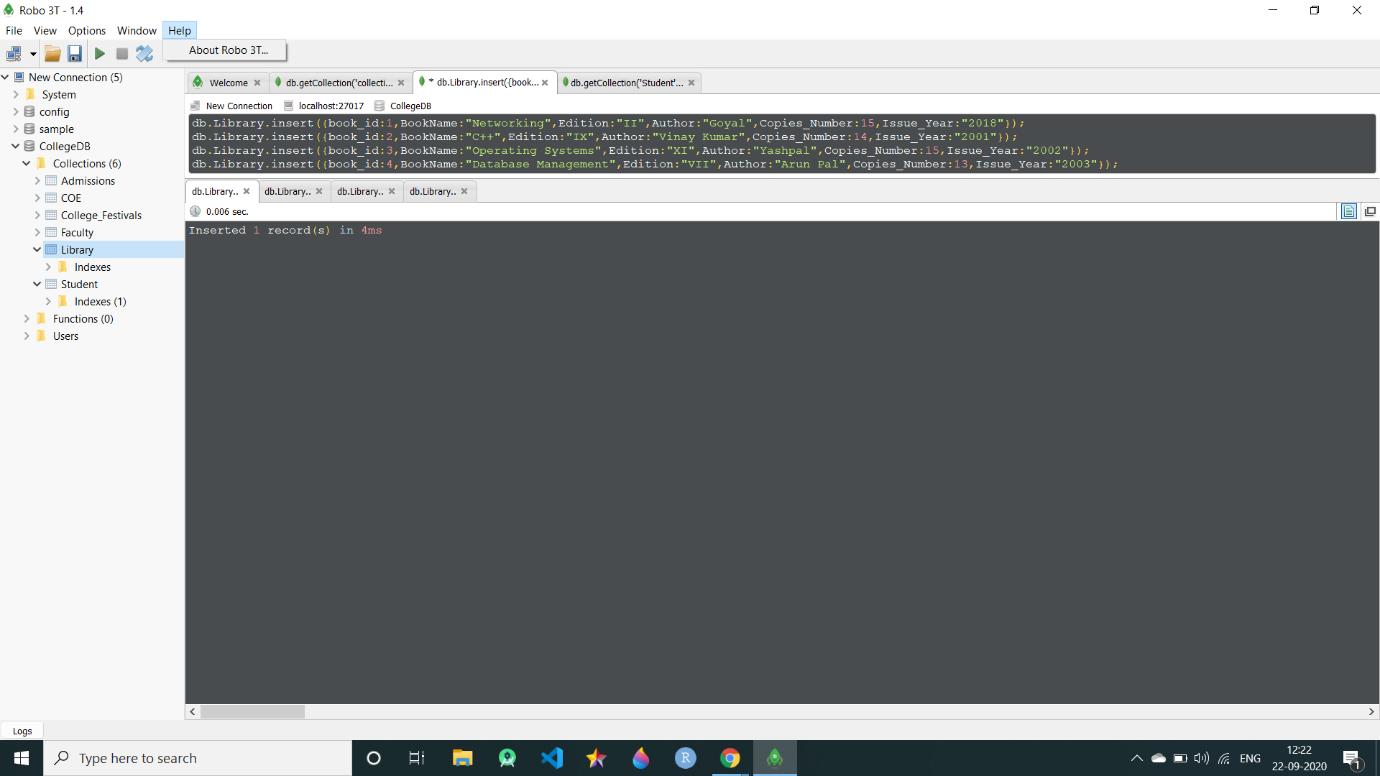 Robo 3T - 1.4
File View Options Window Help
About Robo 3T...
New Connection (5)
System
config
sample
CollegeDB
Collections (6)
Admissions
COE
College_Festivals
Faculty
Library
Indexes
Student
Indexes (1)
Functions (0)
Users
Welcome db.getCollection('collecti... * db.Library.insert({book... db.getCollection('Student'...
New Connection localhost:27017 CollegeDB
db.Library.insert({book_id:1,BookName:"Networking",Edition:"II",Author:"Goyal",Copies_Number:15,Issue_Year:"2018"});
db.Library.insert({book_id:2,BookName:"C++",Edition:"IX",Author:"Vinay Kumar",Copies_Number:14,Issue_Year:"2001"});
db.Library.insert({book_id:3,BookName:"Operating Systems",Edition:"XI",Author:"Yashpal",Copies_Number:15,Issue_Year:"2002"});
db.Library.insert({book_id:4,BookName:"Database Management",Edition:"VII",Author:"Arun Pal",Copies_Number:13,Issue_Year:"2003"});
db.Library.. db.Library.. db.Library.. db.Library..
0.006 sec.
Inserted 1 record(s) in 4ms
Logs
Type here to search
R
ENG
12:22
22-09-2020
1